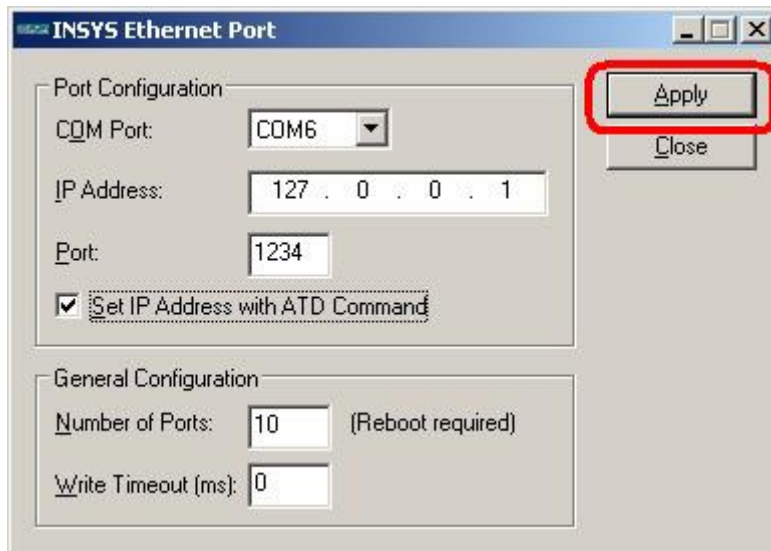 INSYS Ethernet Port
Port Configuration
COM Port: COM6
IP Address: 127 . 0 . 0 . 1
Port: 1234
Set IP Address with ATD Command
General Configuration
Number of Ports: 10 (Reboot required)
Write Timeout (ms): 0
Apply
Close